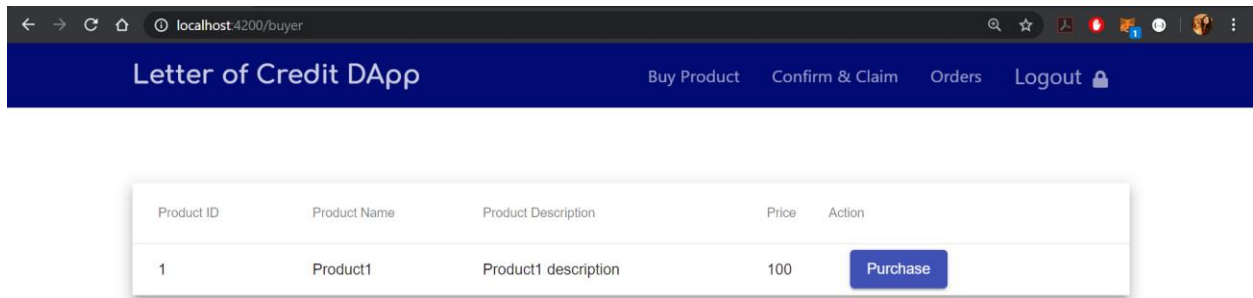 localhost:4200/buyer
1
Letter of Credit DApp Buy Product Confirm & Claim Orders Logout
Product ID Product Name Product Description Price Action
1 Product1 Product1 description 100 Purchase